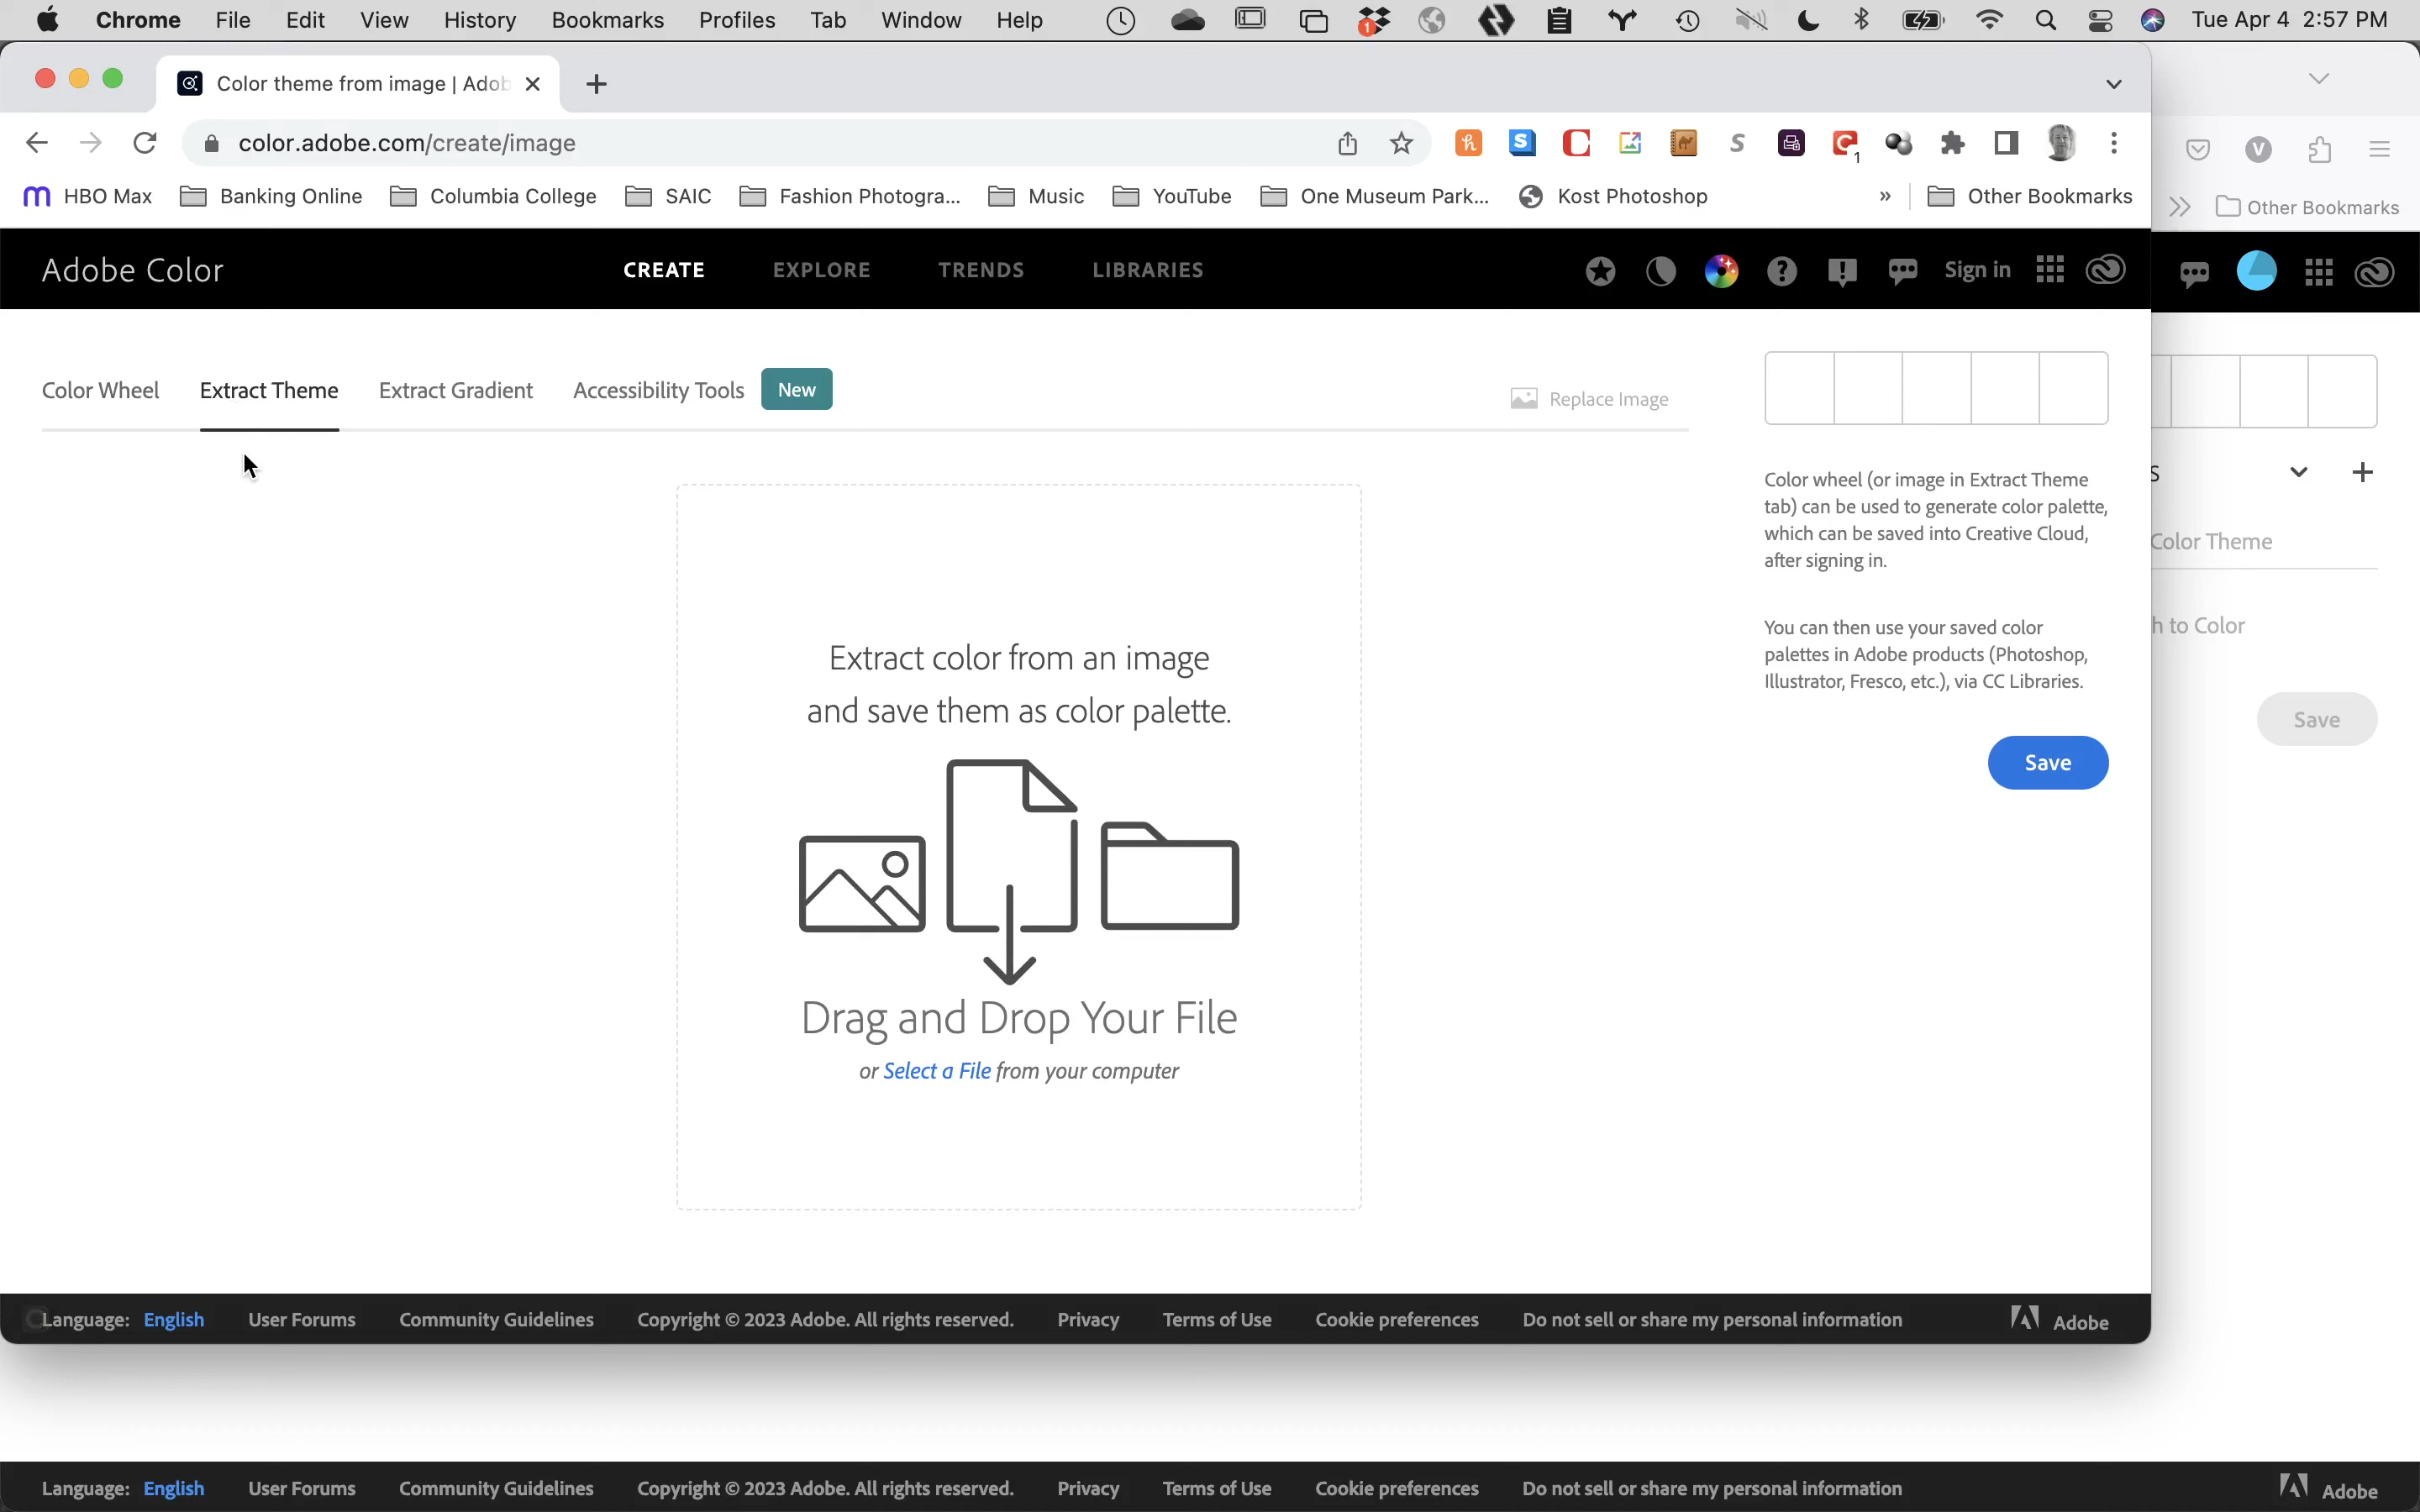 Chrome File Edit View History Bookmarks Profiles Tab Window Help Tue Apr 4 2:57 PM
Color theme from image | Adob
color.adobe.com/create/image
HBO Max Banking Online Columbia College SAIC Fashion Photogra... Music YouTube One Museum Park... Kost Photoshop » Other Bookmarks
Other Bookmarks
Adobe Color CREATE EXPLORE TRENDS LIBRARIES Sign in
Color Wheel Extract Theme Extract Gradient Accessibility Tools New Replace Image
Color wheel (or image in Extract Theme
tab) can be used to generate color palette,
which can be saved into Creative Cloud,
after signing in.
You can then use your saved color
palettes in Adobe products (Photoshop,
Illustrator, Fresco, etc.), via CC Libraries.
Save
S
Color Theme
h to Color
Save
Extract color from an image
and save them as color palette.
Drag and Drop Your File
or Select a File from your computer
Language: English User Forums Community Guidelines Copyright © 2023 Adobe. All rights reserved. Privacy Terms of Use Cookie preferences Do not sell or share my personal information Adobe
Language: English User Forums Community Guidelines Copyright © 2023 Adobe. All rights reserved. Privacy Terms of Use Cookie preferences Do not sell or share my personal information Adobe